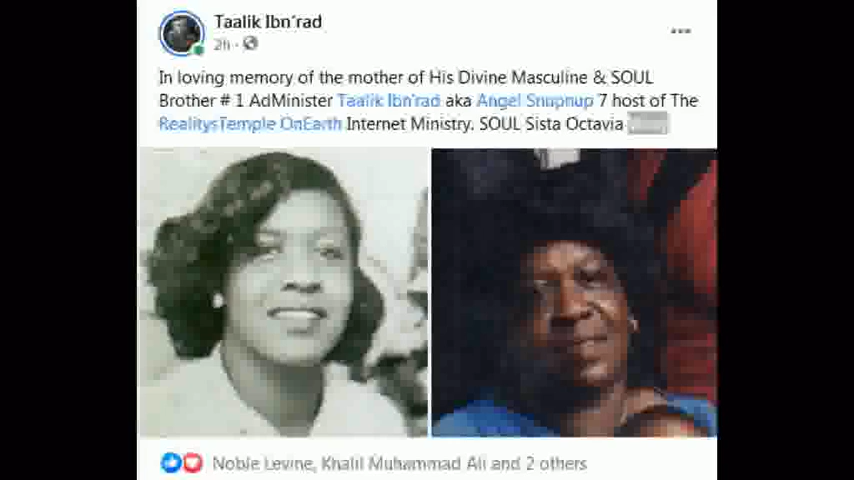 Taalik Ibn'rad
2h ·
In loving memory of the mother of His Divine Masculine & SOUL
Brother # 1 AdMinister Taalik Ibn'rad aka Angel Snupnup 7 host of The
RealitysTemple OnEarth Internet Ministry. SOUL Sista Octavia
Noble Levine, Khalil Muhammad Ali and 2 others